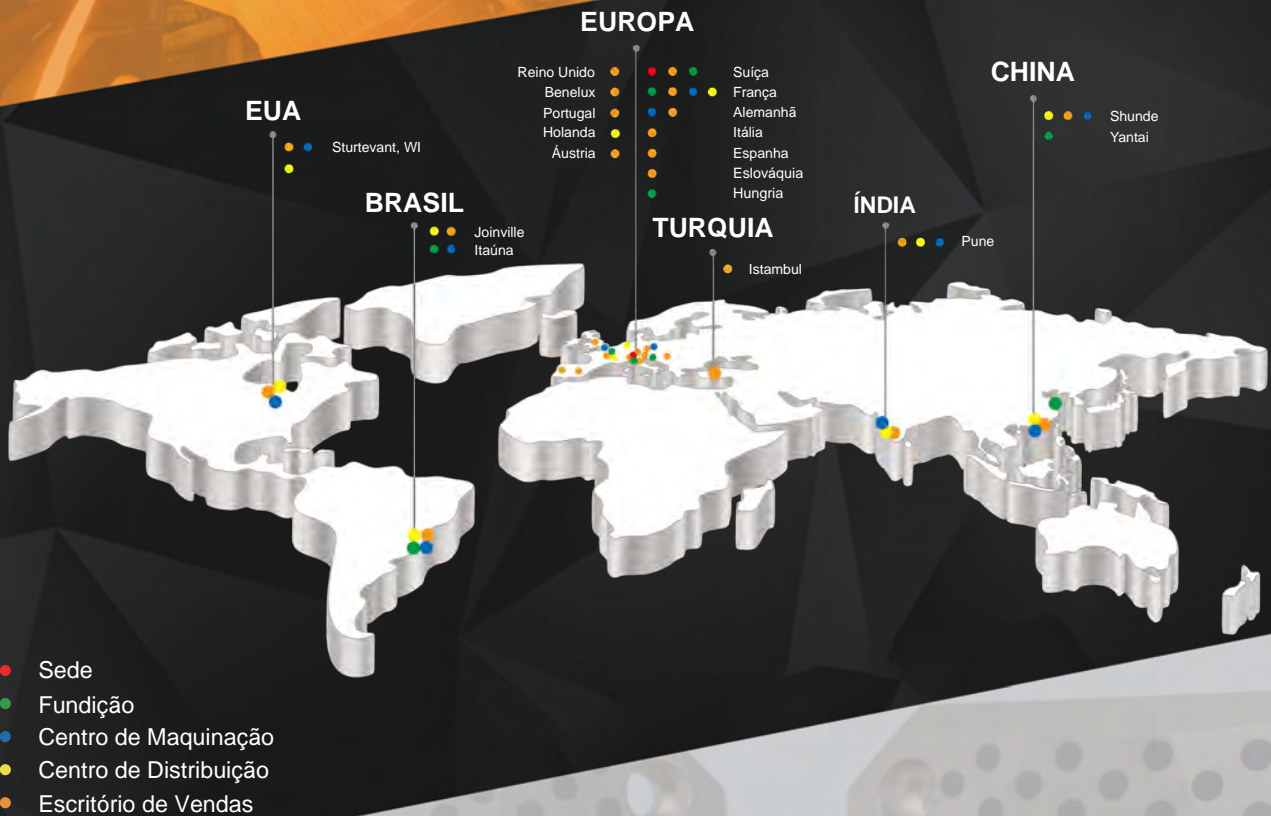 EUROPA
Reino Unido
Benelux
Portugal
Holanda
Áustria
Suíça
França
Alemanhã
Itália
Espanha
Eslováquia
Hungria
CHINA
Shunde
Yantai
EUA
Sturtevant, WI
BRASIL
Joinville
Itaúna
TURQUIA
Istambul
ÍNDIA
Pune
Sede
Fundição
Centro de Maquinação
Centro de Distribuição
Escritório de Vendas